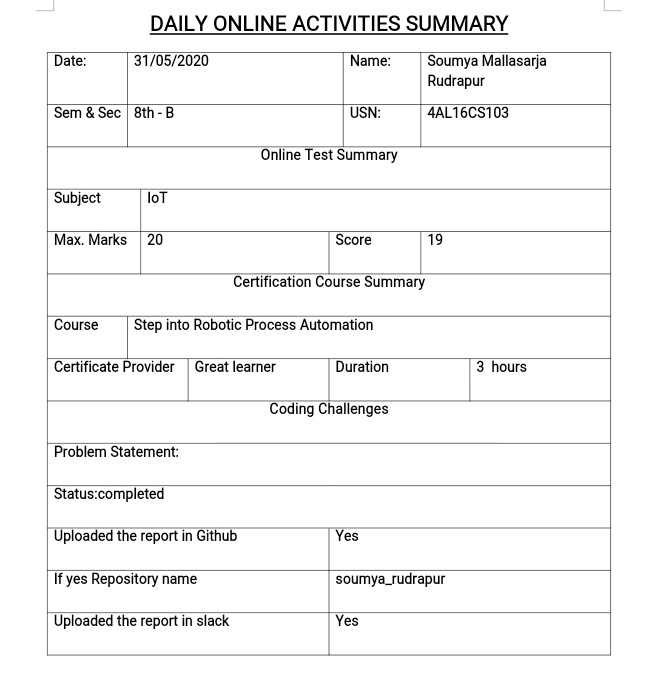 DAILY ONLINE ACTIVITIES SUMMARY
Date: 31/05/2020 Name: Soumya Mallasarja
Rudrapur
Sem & Sec 8th - B USN: 4AL16CS103
Online Test Summary
Subject IoT
Max. Marks 20 Score 19
Certification Course Summary
Course Step into Robotic Process Automation
Certificate Provider Great learner Duration 3 hours
Coding Challenges
Problem Statement:
Status:completed
Uploaded the report in Github Yes
If yes Repository name soumya_rudrapur
Uploaded the report in slack Yes